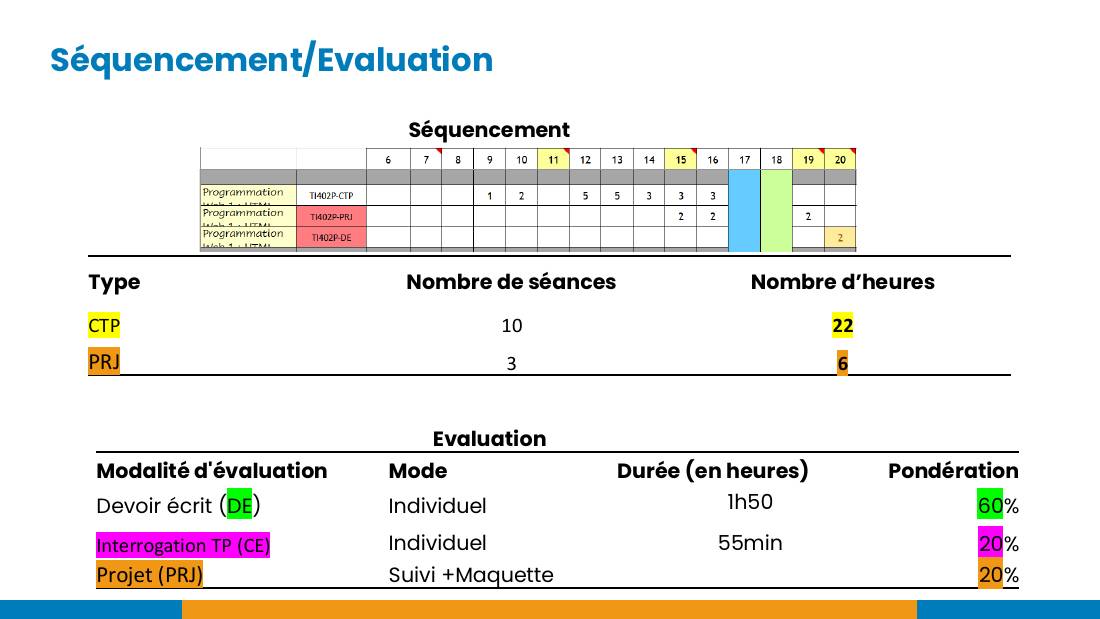 Séquencement/Evaluation
Séquencement
6 7 8 9 10 11 12 13 14 15 16 17 18 19 20
Programmation TI402P-CTP 1 2 5 5 3 3 3
Programmation TI402P-PRJ 2 2 2
Programmation TI402P-DE 2
Type Nombre de séances Nombre d’heures
CTP 10 22
PRJ 3 6
Evaluation
Modalité d'évaluation Mode Durée (en heures) Pondération
Devoir écrit (DE) Individuel 1h50 60%
Interrogation TP (CE) Individuel 55min 20%
Projet (PRJ) Suivi +Maquette 20%